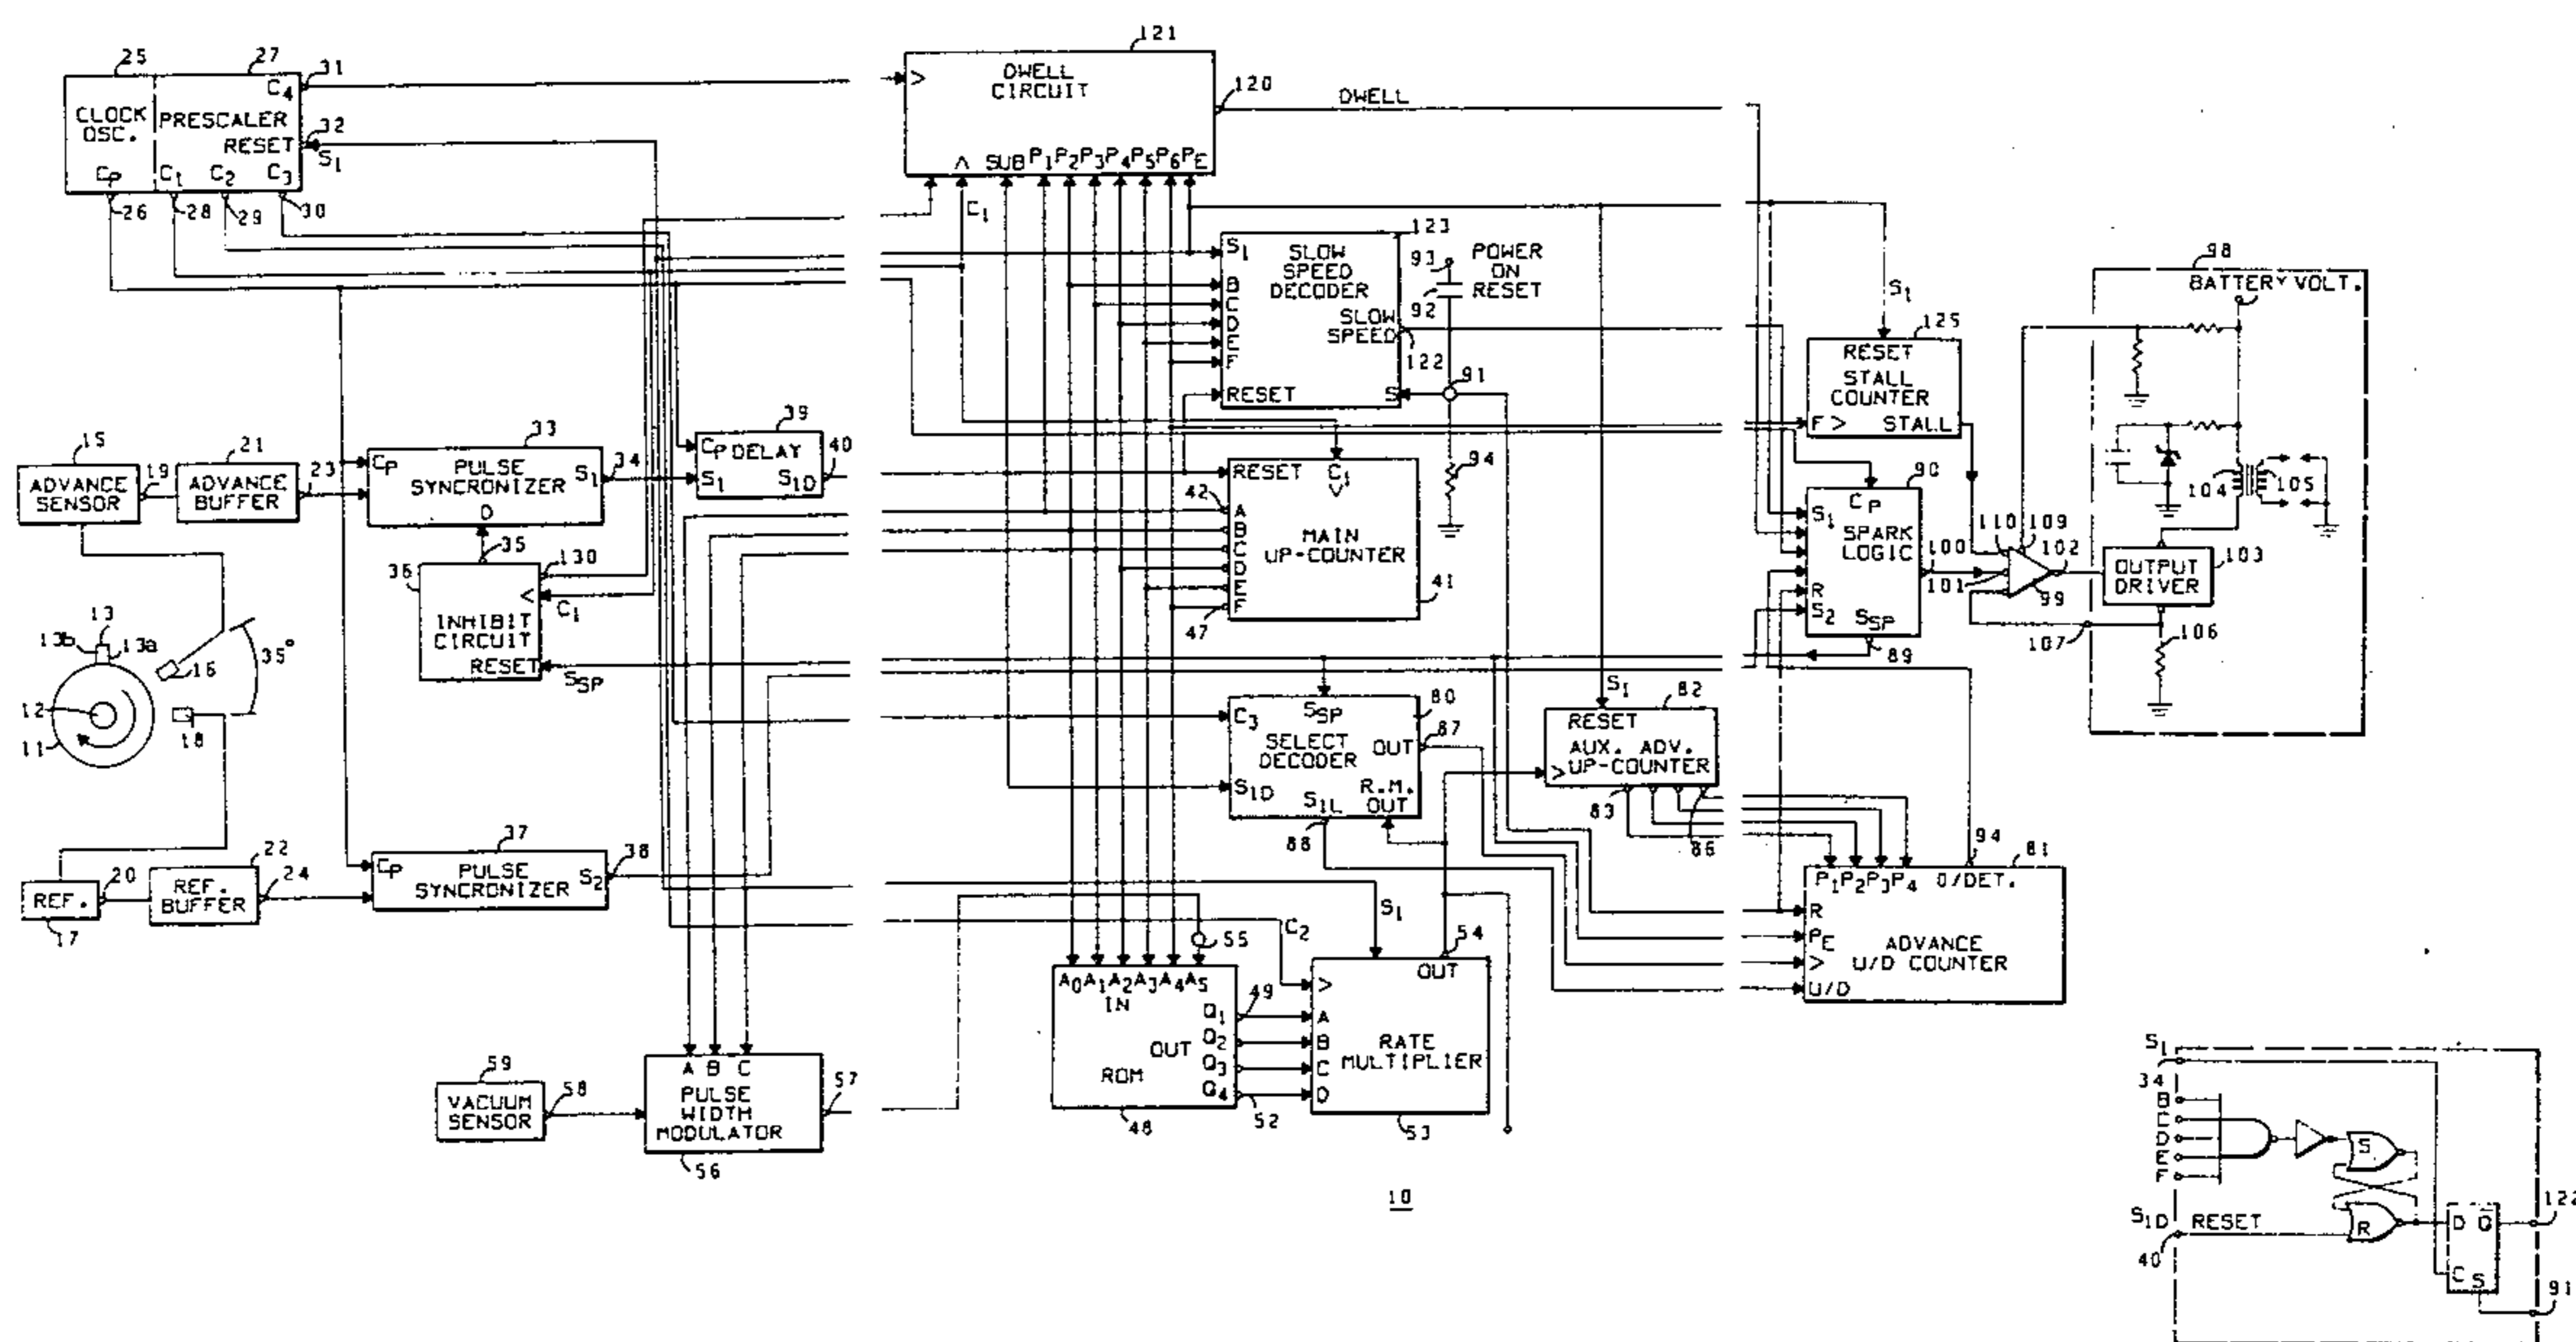 25
27
31
CLOCK
OSC.
PRESCALER
C4
RESET
32
S1
CP
C1
C2
C3
26
28
29
30
121
DWELL
CIRCUIT
>
120
DWELL
Λ SUB P1 P2 P3 P4 P5 P6 PE
C1
123
S1
SLOW
SPEED
DECODER
B
C
D
E
F
SLOW
SPEED
122
RESET
S
91
93
92
POWER
ON
RESET
94
S1
125
RESET
STALL
COUNTER
F >
STALL
98
BATTERY VOLT.
104
105
15
ADVANCE
SENSOR
19
21
ADVANCE
BUFFER
23
33
CP
PULSE
SYNCRONIZER
S1
D
34
39
CP DELAY
S1
S1D
40
35
36
130
<
C1
INHIBIT
CIRCUIT
RESET
SSP
13
13b
13a
16
35°
12
11
18
RESET
C1
V
42
A
B
C
D
E
F
MAIN
UP-COUNTER
47
41
90
CP
S1
SPARK
LOGIC
R
S2
SSP
89
100
101
110
109
102
99
OUTPUT
DRIVER
103
107
106
80
C3
SSP
SELECT
DECODER
OUT
87
S1D
S1L
R.M.
OUT
88
S1
82
RESET
AUX. ADV.
UP-COUNTER
>
83
86
94
81
P1 P2 P3 P4
0/DET.
R
PE
>
U/D
ADVANCE
U/D COUNTER
REF.
17
20
22
REF.
BUFFER
24
37
CP
PULSE
SYNCRONIZER
S2
38
S1
C2
55
54
A0 A1 A2 A3 A4 A5
IN
OUT
ROM
Q1
Q2
Q3
Q4
49
52
48
>
OUT
A
B
C
D
RATE
MULTIPLIER
53
59
VACUUM
SENSOR
58
A B C
PULSE
WIDTH
MODULATOR
57
56
10
S1
34
B
C
D
E
F
S
S1D
RESET
40
R
D
Q̅
C
S
122
91